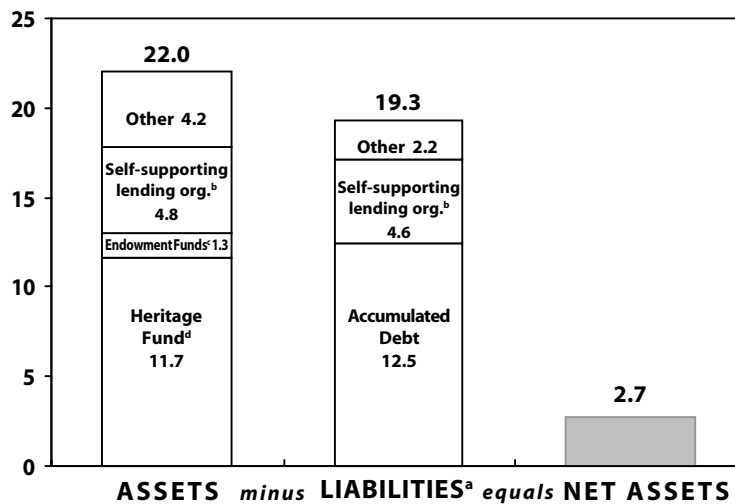 25
20
15
10
5
0
22.0
Other 4.2
Self-supporting
lending org.ᵇ
4.8
Endowment Fundsᶜ 1.3
Heritage
Fundᵈ
11.7
19.3
Other 2.2
Self-supporting
lending org.ᵇ
4.6
Accumulated
Debt
12.5
2.7
ASSETS minus LIABILITIESᵃ equals NET ASSETS